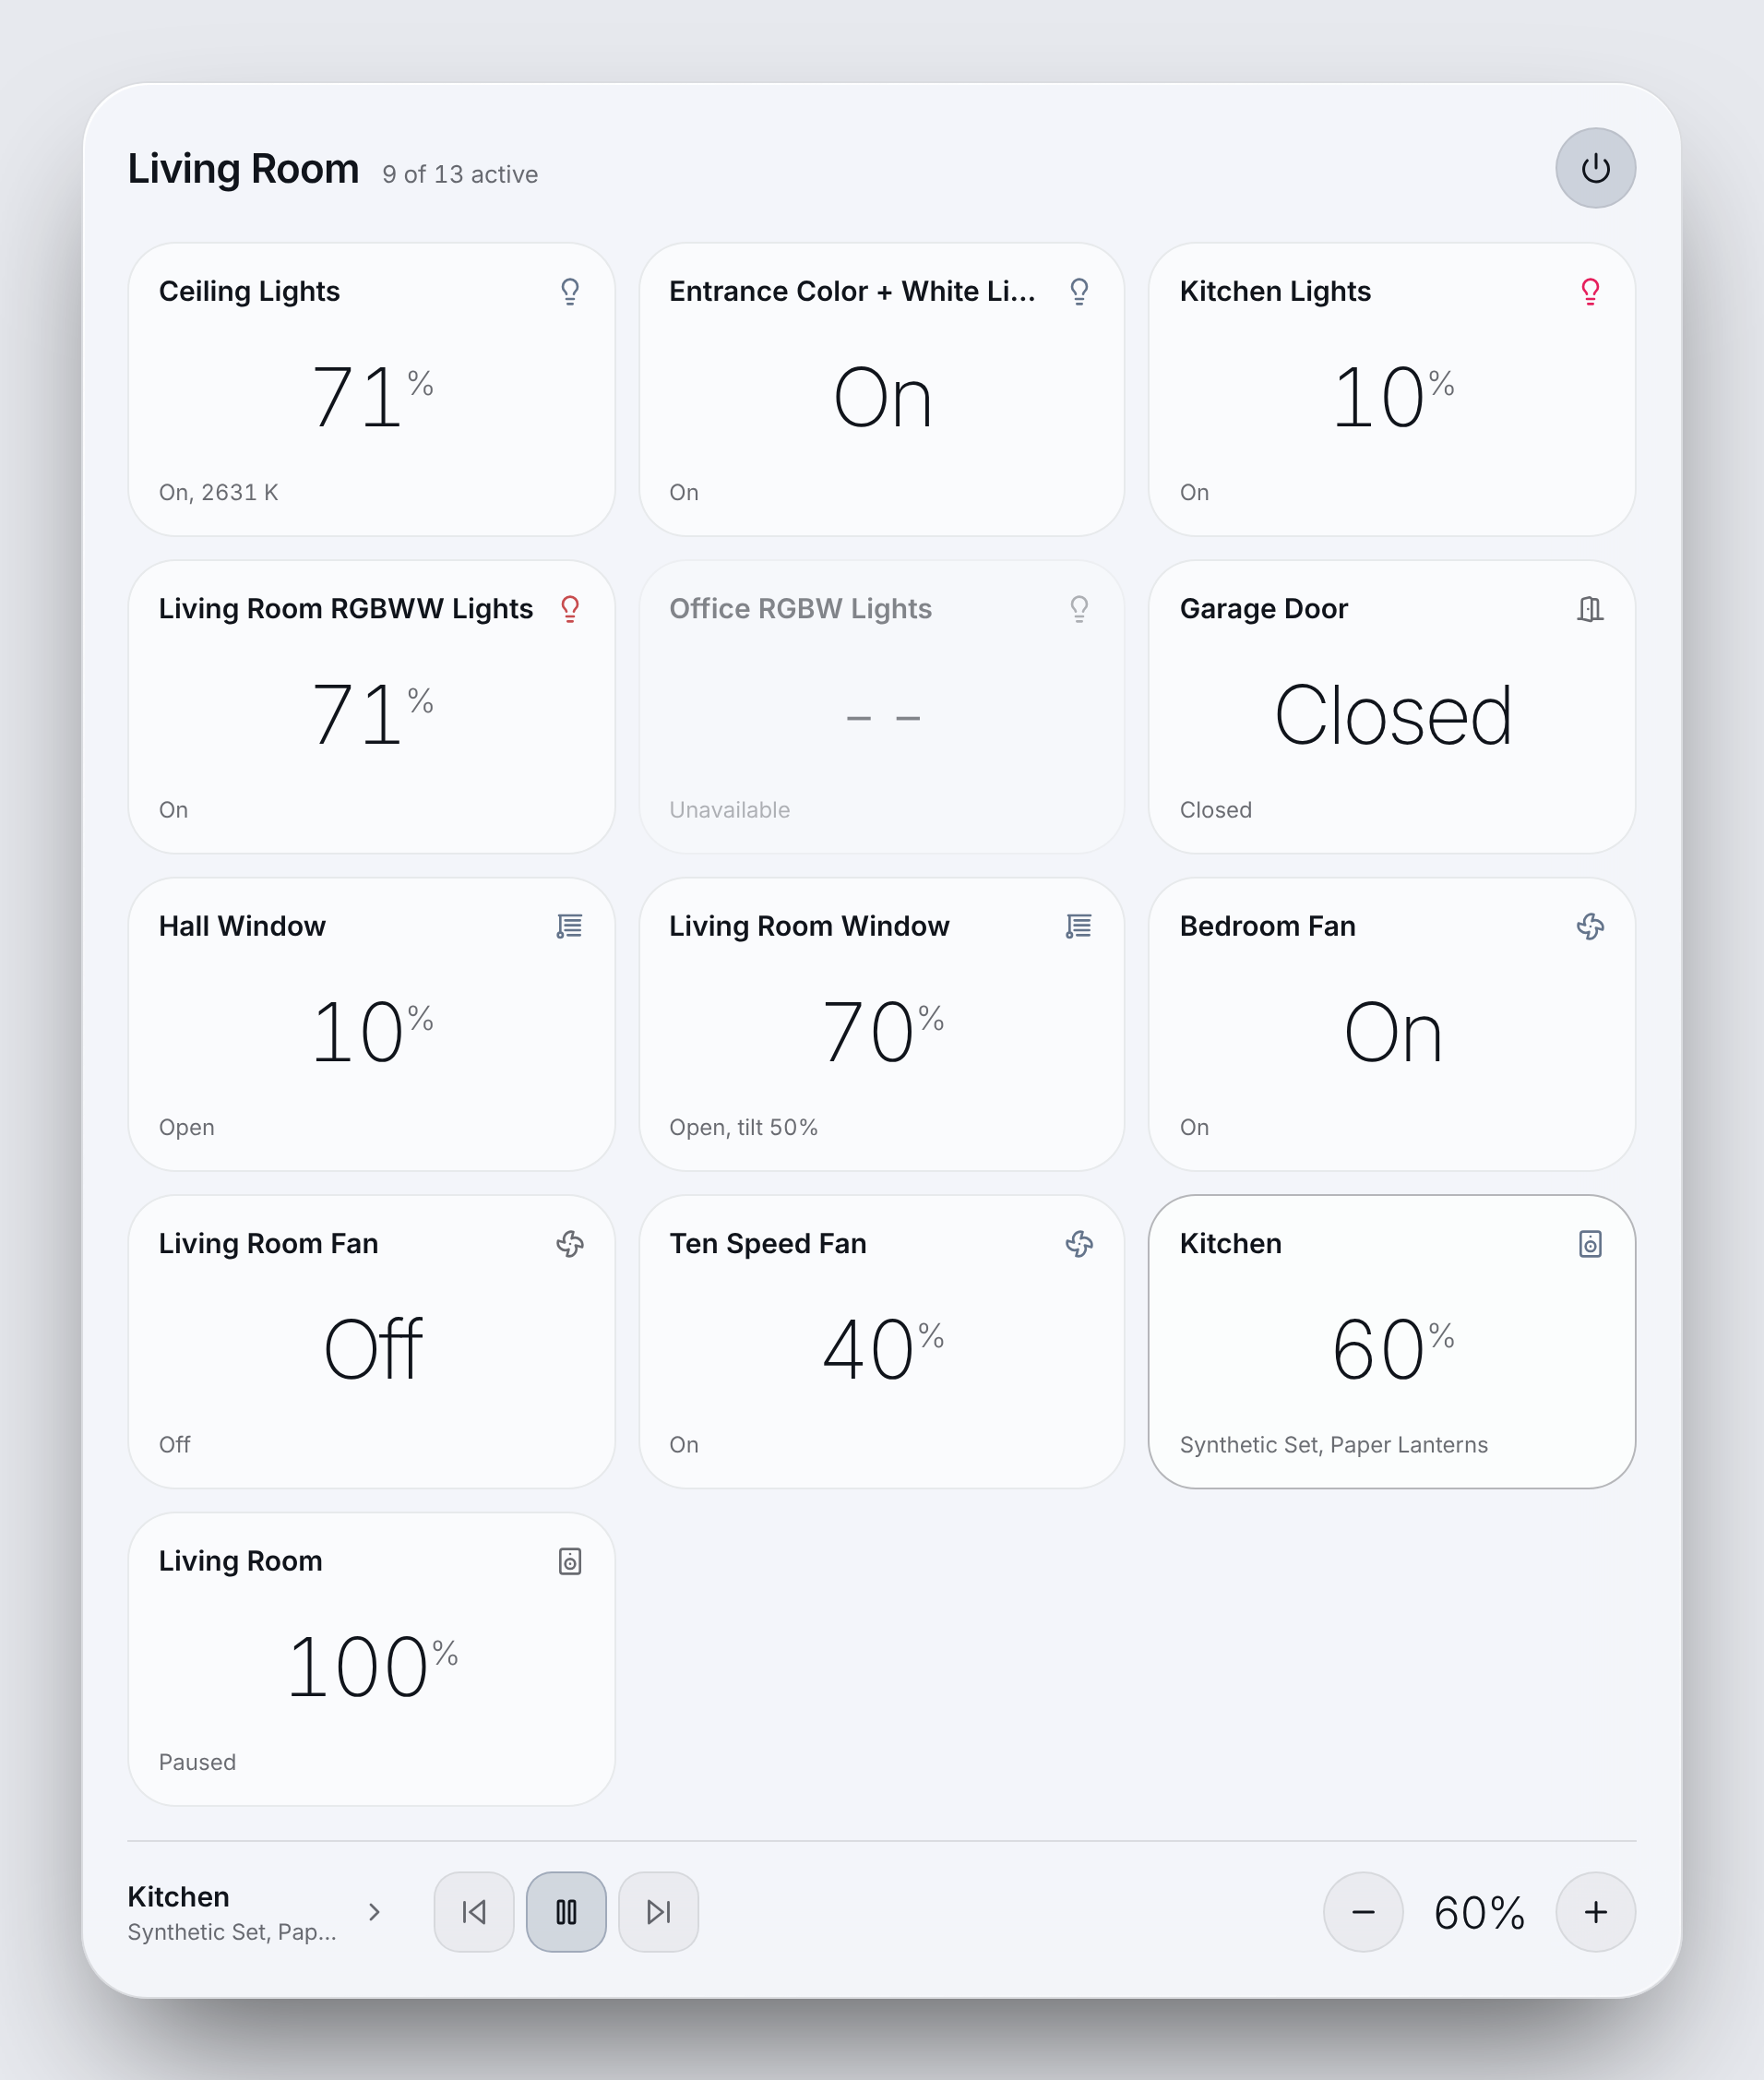 Living Room 9 of 13 active
Ceiling Lights
71%
On, 2631 K
Entrance Color + White Li...
On
On
Kitchen Lights
10%
On
Living Room RGBWW Lights
71%
On
Office RGBW Lights
– –
Unavailable
Garage Door
Closed
Closed
Hall Window
10%
Open
Living Room Window
70%
Open, tilt 50%
Bedroom Fan
On
On
Living Room Fan
Off
Off
Ten Speed Fan
40%
On
Kitchen
60%
Synthetic Set, Paper Lanterns
Living Room
100%
Paused
Kitchen
Synthetic Set, Pap...
60%